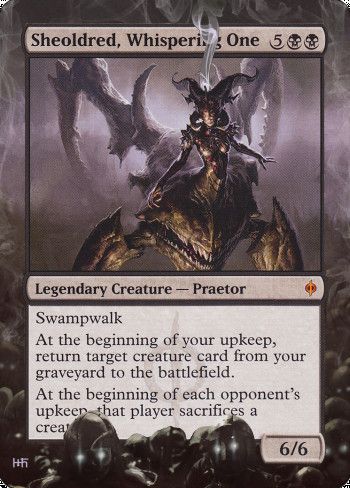 Sheoldred, Whispering One 5
Legendary Creature — Praetor
Swampwalk
At the beginning of your upkeep,
return target creature card from your
graveyard to the battlefield.
At the beginning of each opponent's
upkeep, that player sacrifices a
6/6